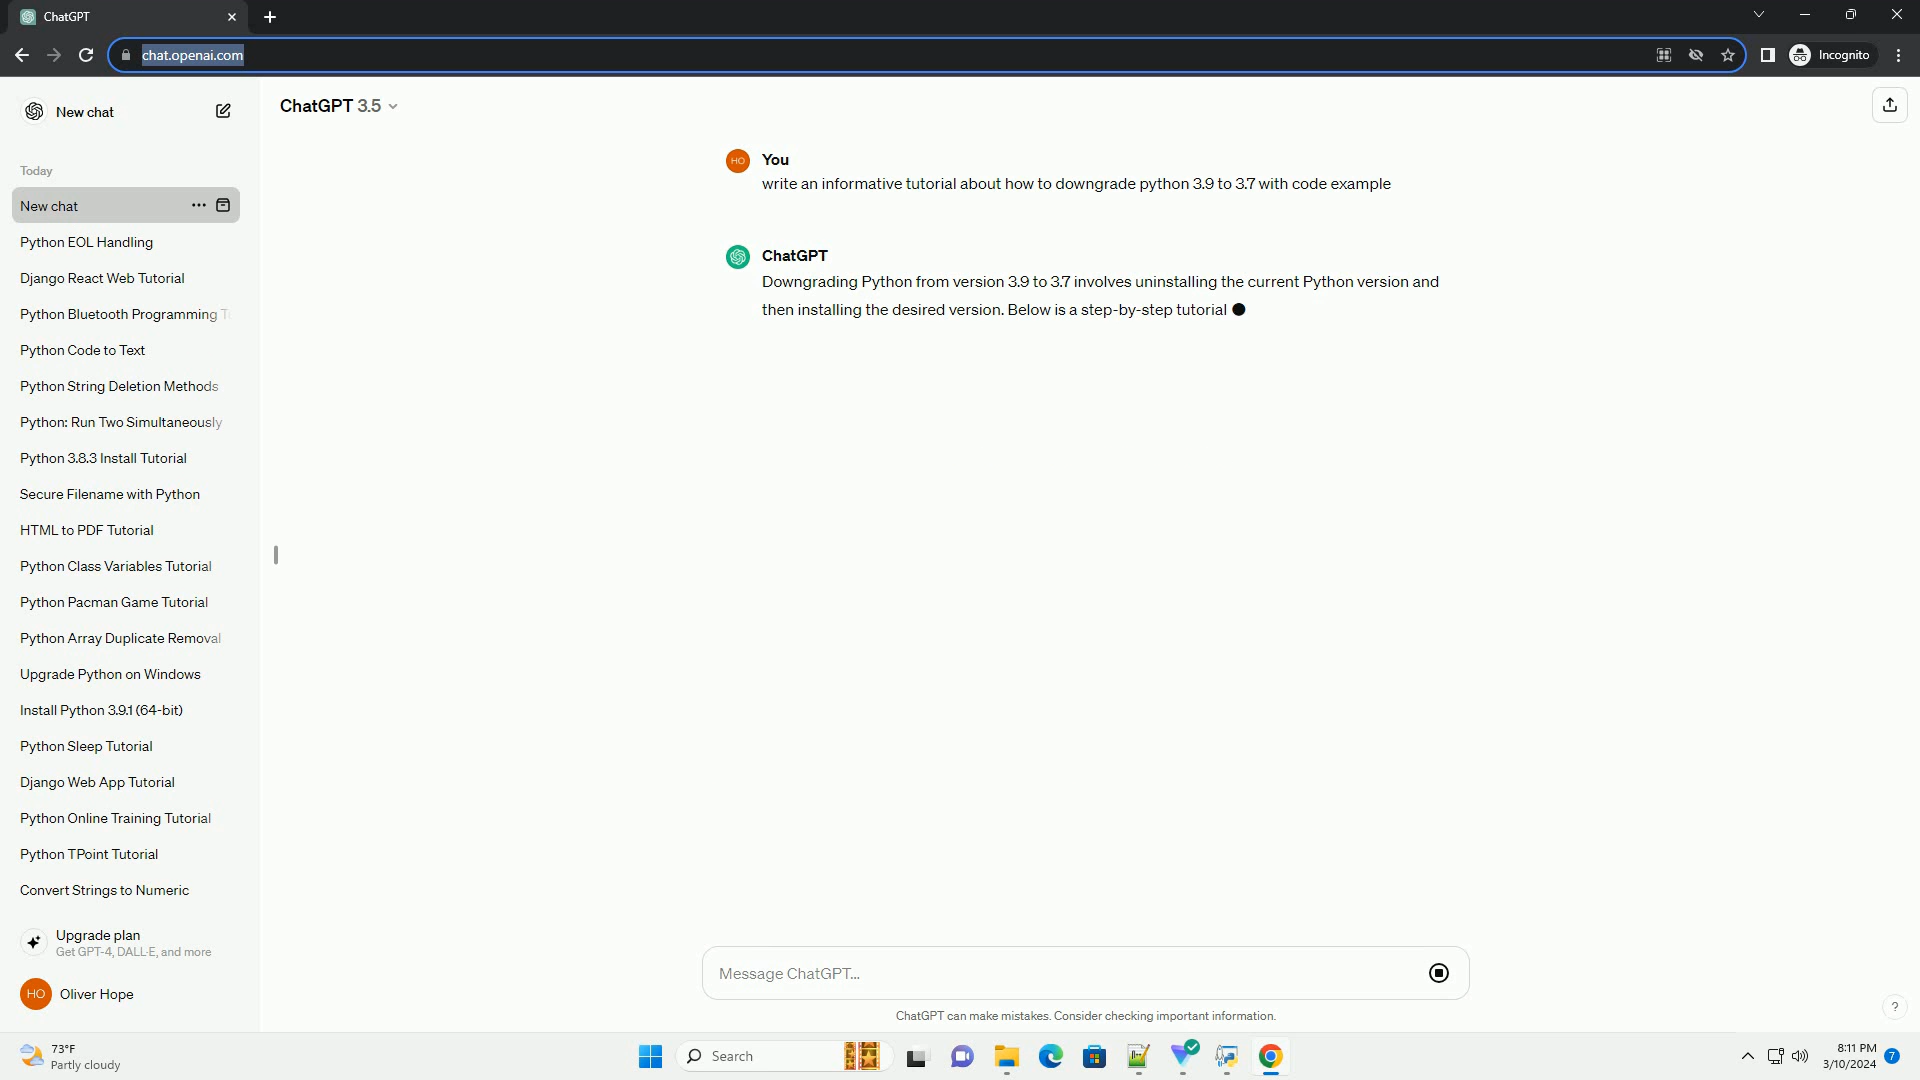 ChatGPT
chat.openai.com
Incognito
New chat
ChatGPT 3.5
Today
New chat
Python EOL Handling
Django React Web Tutorial
Python Bluetooth Programming T
Python Code to Text
Python String Deletion Methods
Python: Run Two Simultaneously
Python 3.8.3 Install Tutorial
Secure Filename with Python
HTML to PDF Tutorial
Python Class Variables Tutorial
Python Pacman Game Tutorial
Python Array Duplicate Removal
Upgrade Python on Windows
Install Python 3.9.1 (64-bit)
Python Sleep Tutorial
Django Web App Tutorial
Python Online Training Tutorial
Python TPoint Tutorial
Convert Strings to Numeric
Upgrade plan
Get GPT-4, DALL·E, and more
HO Oliver Hope
HO You
write an informative tutorial about how to downgrade python 3.9 to 3.7 with code example
ChatGPT
Downgrading Python from version 3.9 to 3.7 involves uninstalling the current Python version and
then installing the desired version. Below is a step-by-step tutorial
Message ChatGPT...
ChatGPT can make mistakes. Consider checking important information.
?
73°F
Partly cloudy
Search
8:11 PM
3/10/2024
7